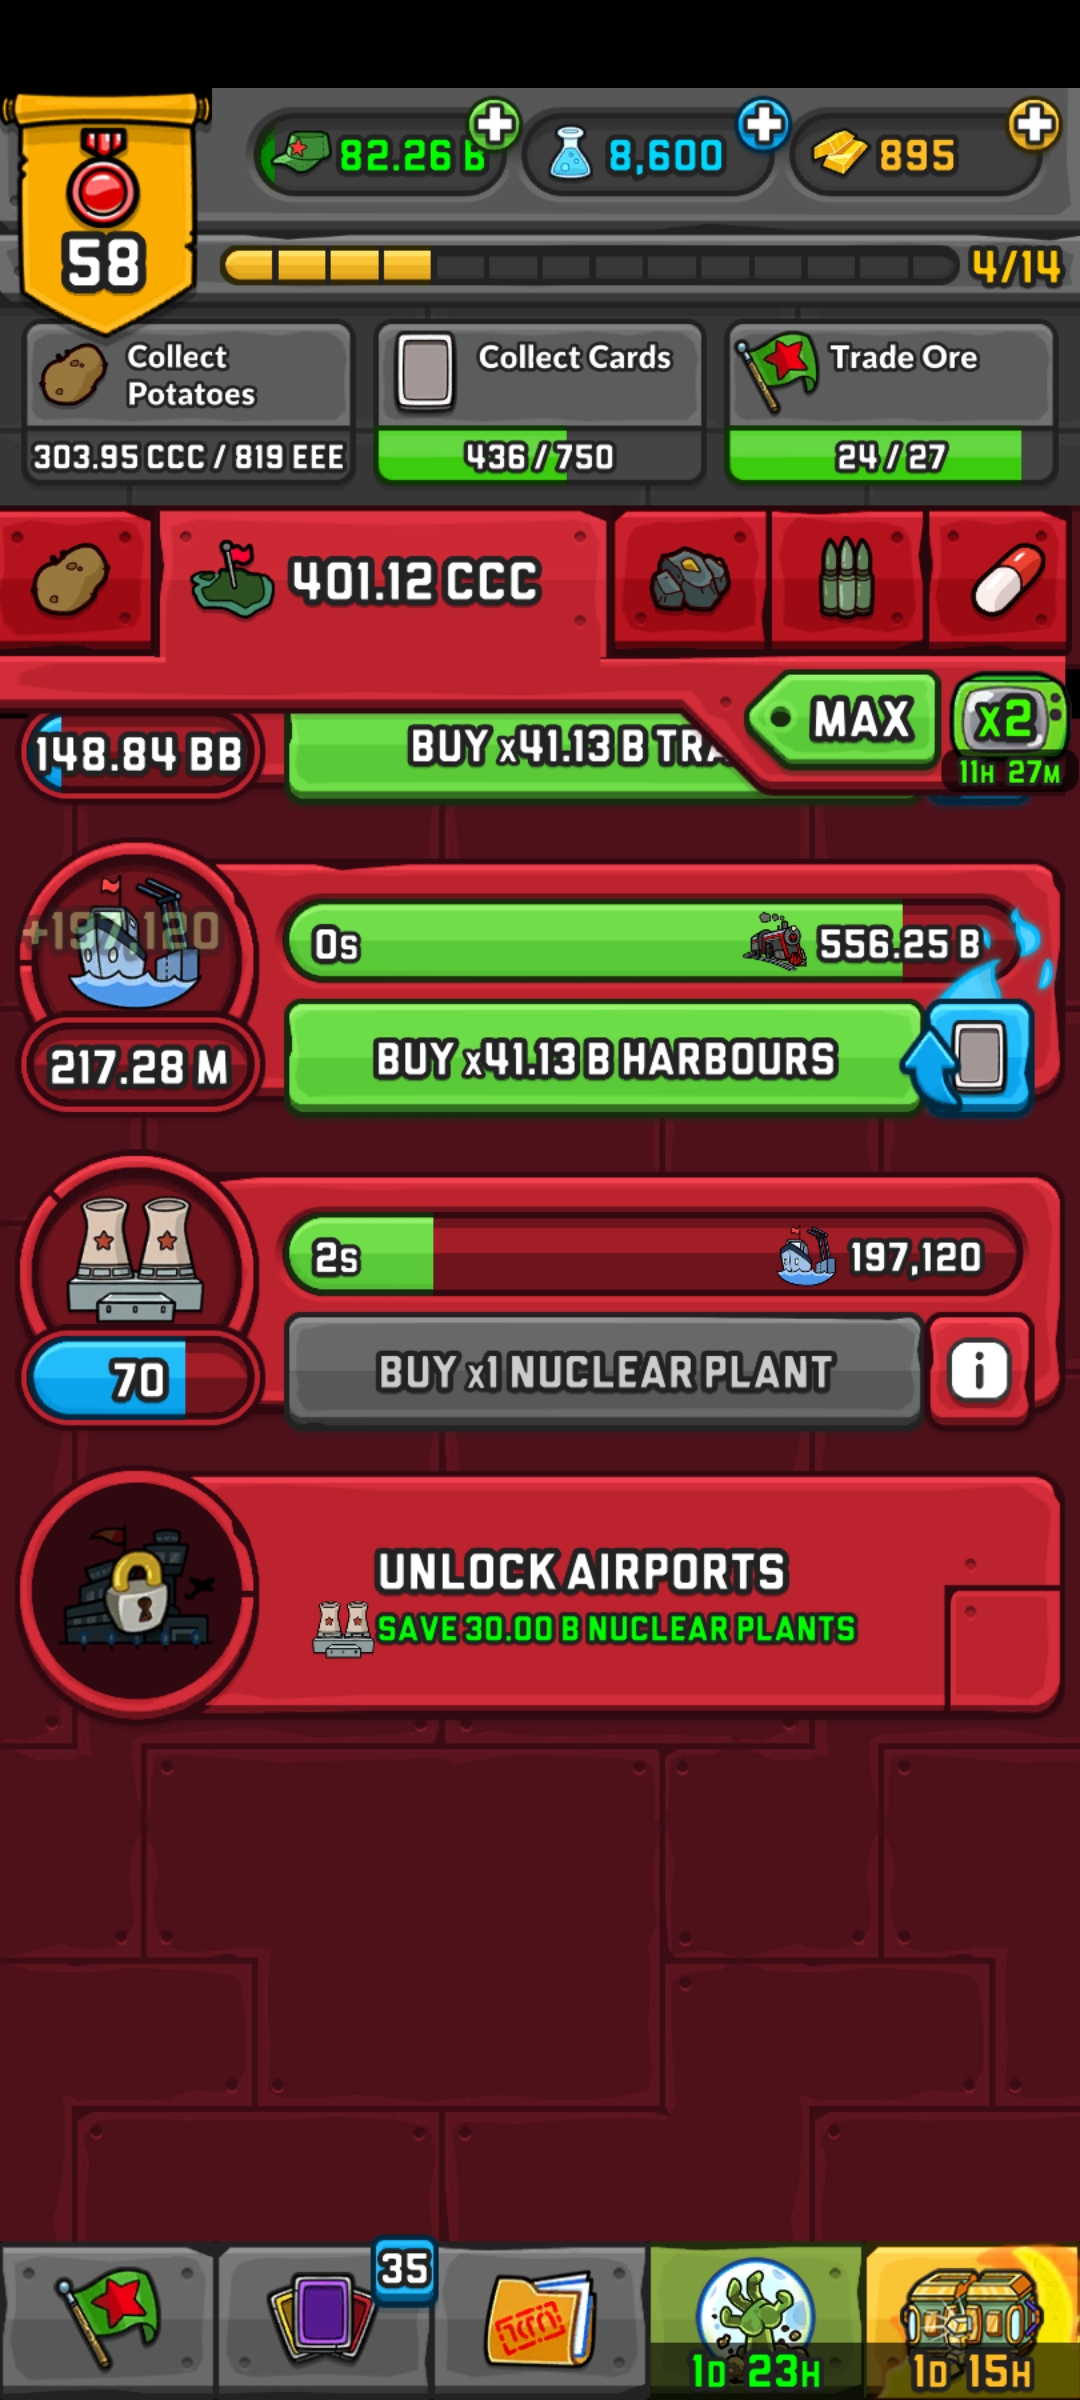 58
82.26 B
8,600
895
4/14
Collect
Potatoes
303.95 CCC / 819 EEE
Collect Cards
436 / 750
Trade Ore
24 / 27
401.12 CCC
MAX
x2
11H 27M
148.84 BB
BUY x41.13 B
+197,120
0s
556.25 B
217.28 M
BUY x41.13 B HARBOURS
2s
197,120
70
BUY x1 NUCLEAR PLANT
i
UNLOCK AIRPORTS
SAVE 30.00 B NUCLEAR PLANTS
35
1D 23H
1D 15H